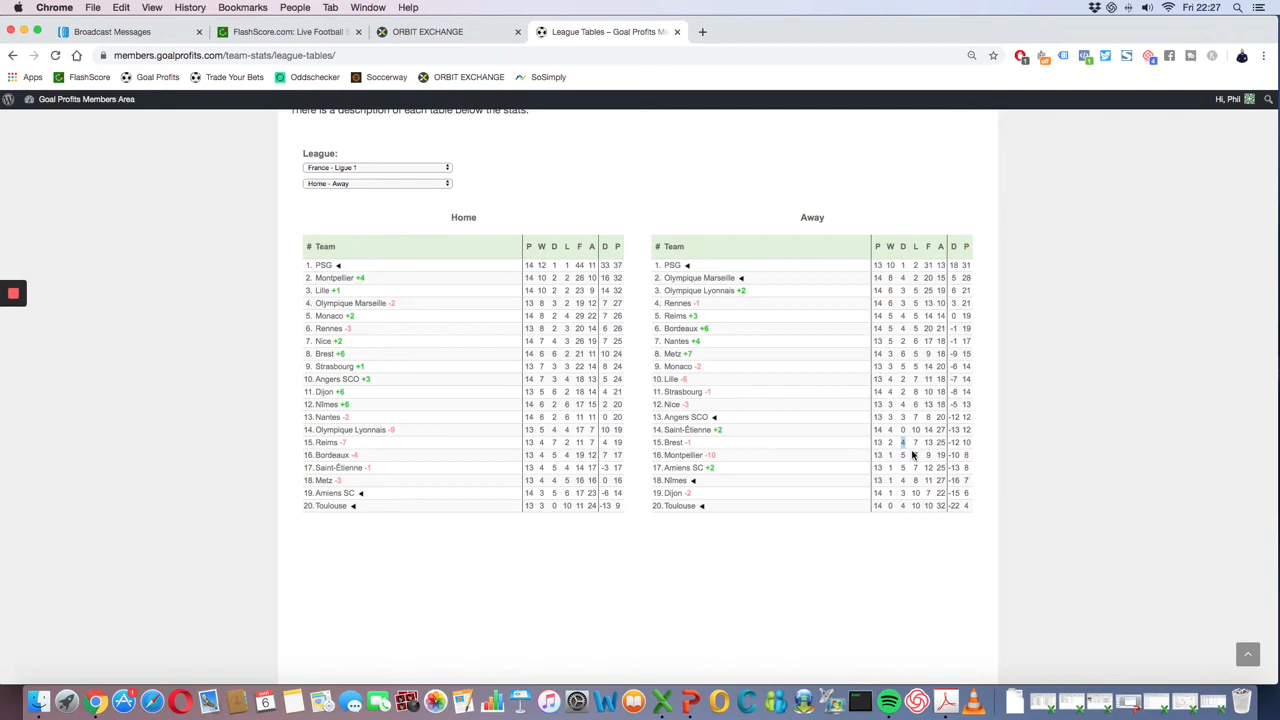 Chrome File Edit View History Bookmarks People Tab Window Help Fri 22:27
Broadcast Messages × FlashScore.com: Live Football S × ORBIT EXCHANGE × League Tables – Goal Profits Me × +
members.goalprofits.com/team-stats/league-tables/
Apps FlashScore Goal Profits Trade Your Bets Oddschecker Soccerway ORBIT EXCHANGE SoSimply
Goal Profits Members Area Hi, Phil
There is a description of each table below the stats.
League:
France - Ligue 1
Home - Away
Home
# Team P W D L F A D P
1. PSG 14 12 1 1 44 11 33 37
2. Montpellier +4 14 10 2 2 26 10 16 32
3. Lille +1 14 10 2 2 23 9 14 32
4. Olympique Marseille -2 13 8 3 2 19 12 7 27
5. Monaco +2 14 8 2 4 29 22 7 26
6. Rennes -3 13 8 2 3 20 14 6 26
7. Nice +2 14 7 4 3 26 19 7 25
8. Brest +6 14 6 6 2 21 11 10 24
9. Strasbourg +1 13 7 3 3 22 14 8 24
10. Angers SCO +3 14 7 3 4 18 13 5 24
11. Dijon +6 13 5 6 2 18 14 4 21
12. Nîmes +6 14 6 2 6 17 15 2 20
13. Nantes -2 14 6 2 6 11 11 0 20
14. Olympique Lyonnais -9 13 5 4 4 17 7 10 19
15. Reims -7 13 4 7 2 11 7 4 19
16. Bordeaux -4 13 4 5 4 19 12 7 17
17. Saint-Étienne -1 13 4 5 4 14 17 -3 17
18. Metz -3 13 4 4 5 16 16 0 16
19. Amiens SC 14 3 5 6 17 23 -6 14
20. Toulouse 13 3 0 10 11 24 -13 9
Away
# Team P W D L F A D P
1. PSG 13 10 1 2 31 13 18 31
2. Olympique Marseille 14 8 4 2 20 15 5 28
3. Olympique Lyonnais +2 14 6 3 5 25 19 6 21
4. Rennes -1 14 6 3 5 13 10 3 21
5. Reims +3 14 5 4 5 14 14 0 19
6. Bordeaux +6 14 5 4 5 20 21 -1 19
7. Nantes +4 13 5 2 6 17 18 -1 17
8. Metz +7 14 3 6 5 9 18 -9 15
9. Monaco -2 13 3 5 5 14 20 -6 14
10. Lille -6 13 4 2 7 11 18 -7 14
11. Strasbourg -1 14 4 2 8 10 18 -8 14
12. Nice -3 13 3 4 6 13 18 -5 13
13. Angers SCO 13 3 3 7 8 20 -12 12
14. Saint-Étienne +2 14 4 0 10 14 27 -13 12
15. Brest -1 13 2 4 7 13 25 -12 10
16. Montpellier -10 13 1 5 9 19 -10 8
17. Amiens SC +2 13 1 5 7 12 25 -13 8
18. Nîmes 13 1 4 8 11 27 -16 7
19. Dijon -2 14 1 3 10 7 22 -15 6
20. Toulouse 14 0 4 10 10 32 -22 4